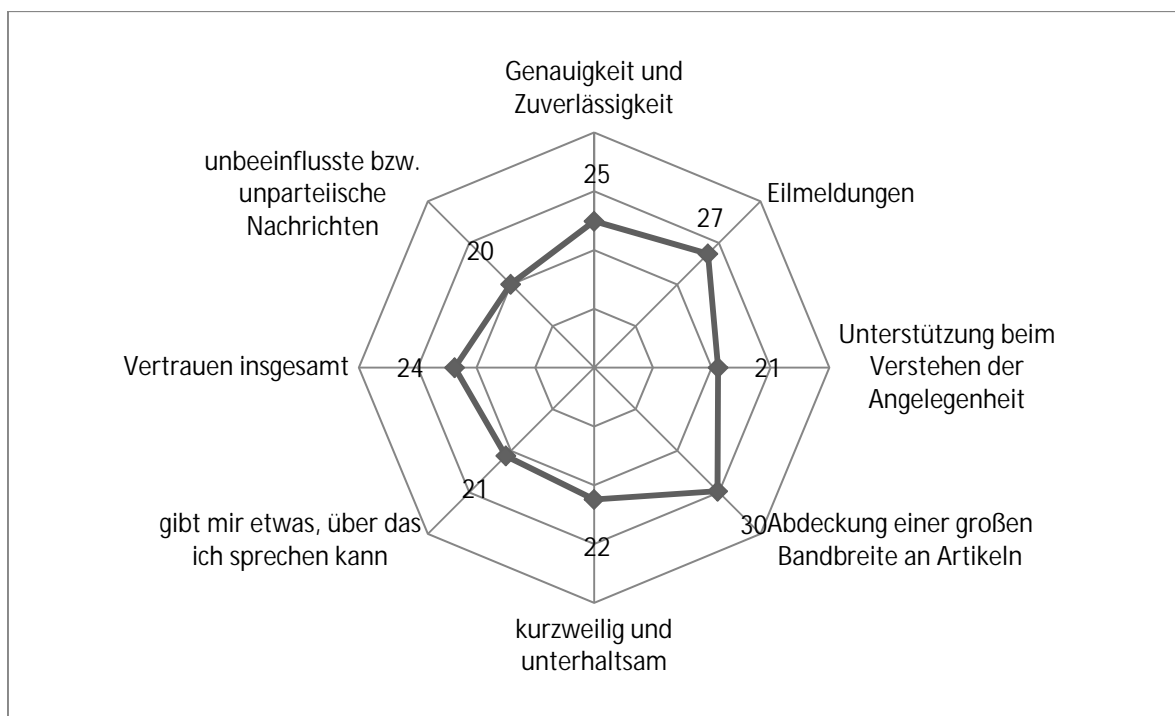 Genauigkeit und
Zuverlässigkeit
25
Eilmeldungen
27
Unterstützung beim
Verstehen der
Angelegenheit
21
Abdeckung einer großen
Bandbreite an Artikeln
30
kurzweilig und
unterhaltsam
22
gibt mir etwas, über das
ich sprechen kann
21
Vertrauen insgesamt
24
unbeeinflusste bzw.
unparteiische
Nachrichten
20